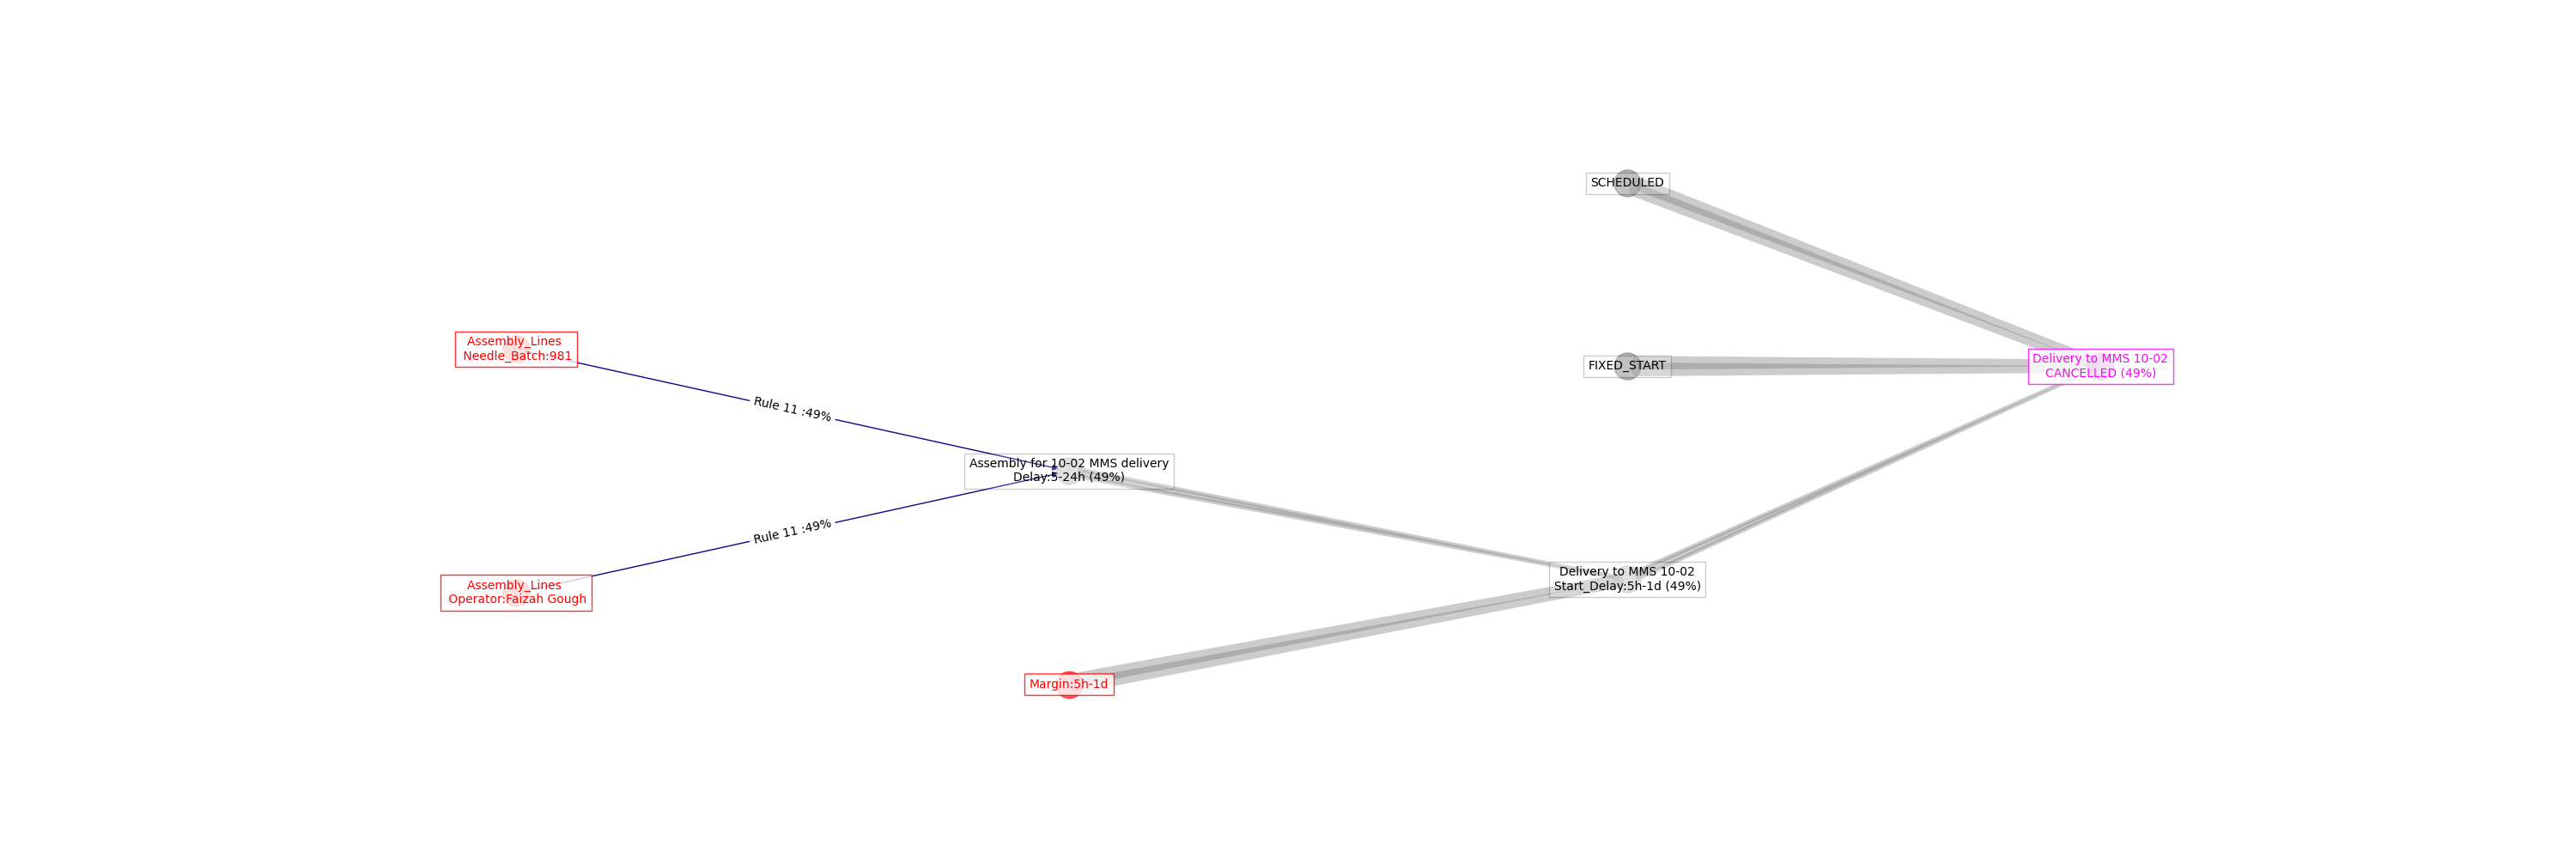 SCHEDULED
Assembly_Lines
Needle_Batch:981
FIXED_START
Delivery to MMS 10-02
CANCELLED (49%)
Rule 11 :49%
Assembly for 10-02 MMS delivery
Delay:5-24h (49%)
Rule 11 :49%
Assembly_Lines
Operator:Faizah Gough
Delivery to MMS 10-02
Start_Delay:5h-1d (49%)
Margin:5h-1d